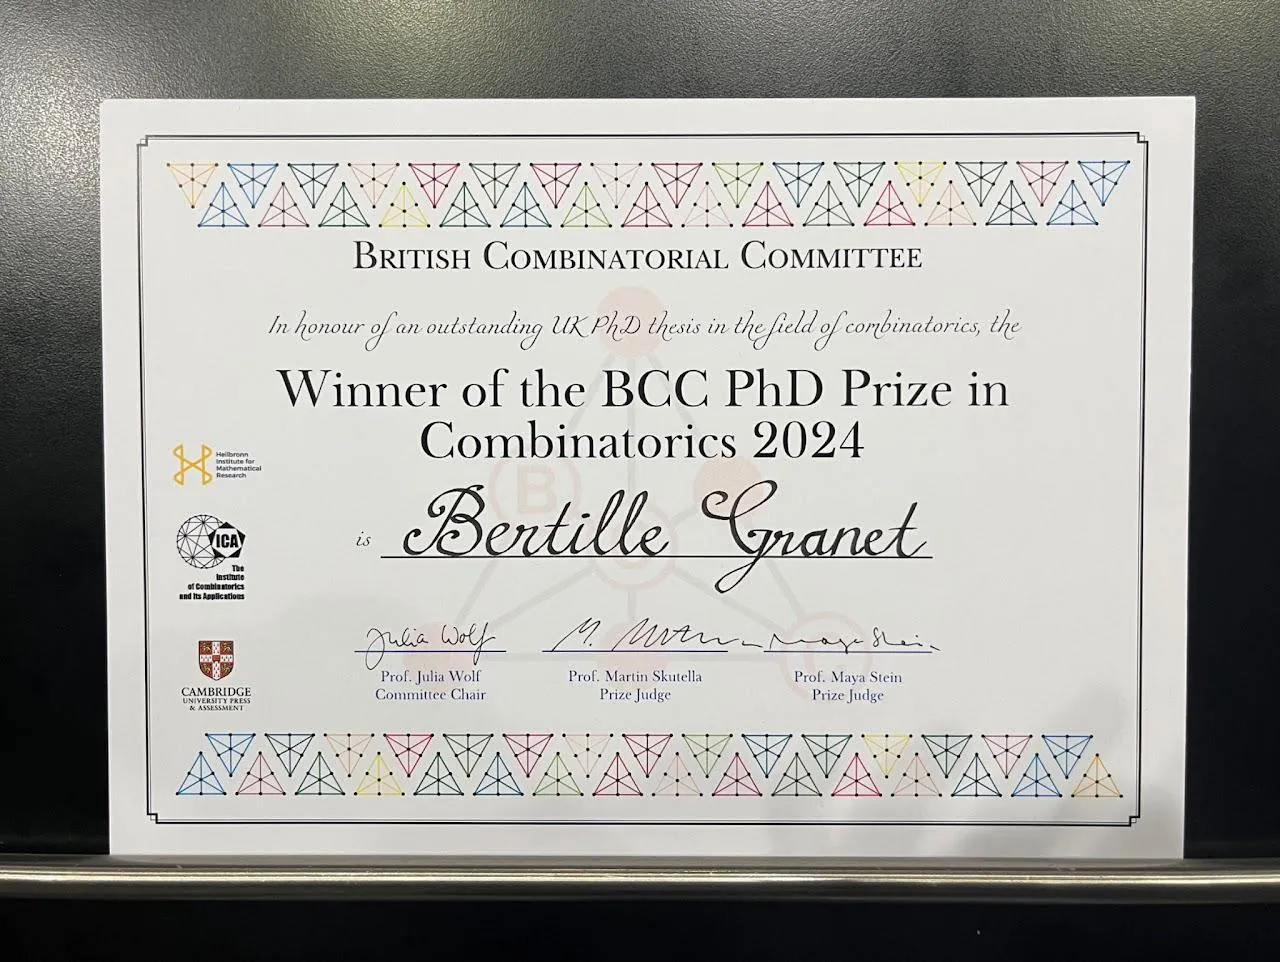 British Combinatorial Committee
In honour of an outstanding UK PhD thesis in the field of combinatorics, the
Winner of the BCC PhD Prize in
Combinatorics 2024
is Bertille Granet
Heilbronn
Institute for
Mathematical
Research
ICA
The
Institute
of Combinatorics
and its Applications
CAMBRIDGE
UNIVERSITY PRESS
& ASSESSMENT
B
C
C
Julia Wolf
Maya Stein
Prof. Julia Wolf
Committee Chair
Prof. Martin Skutella
Prize Judge
Prof. Maya Stein
Prize Judge